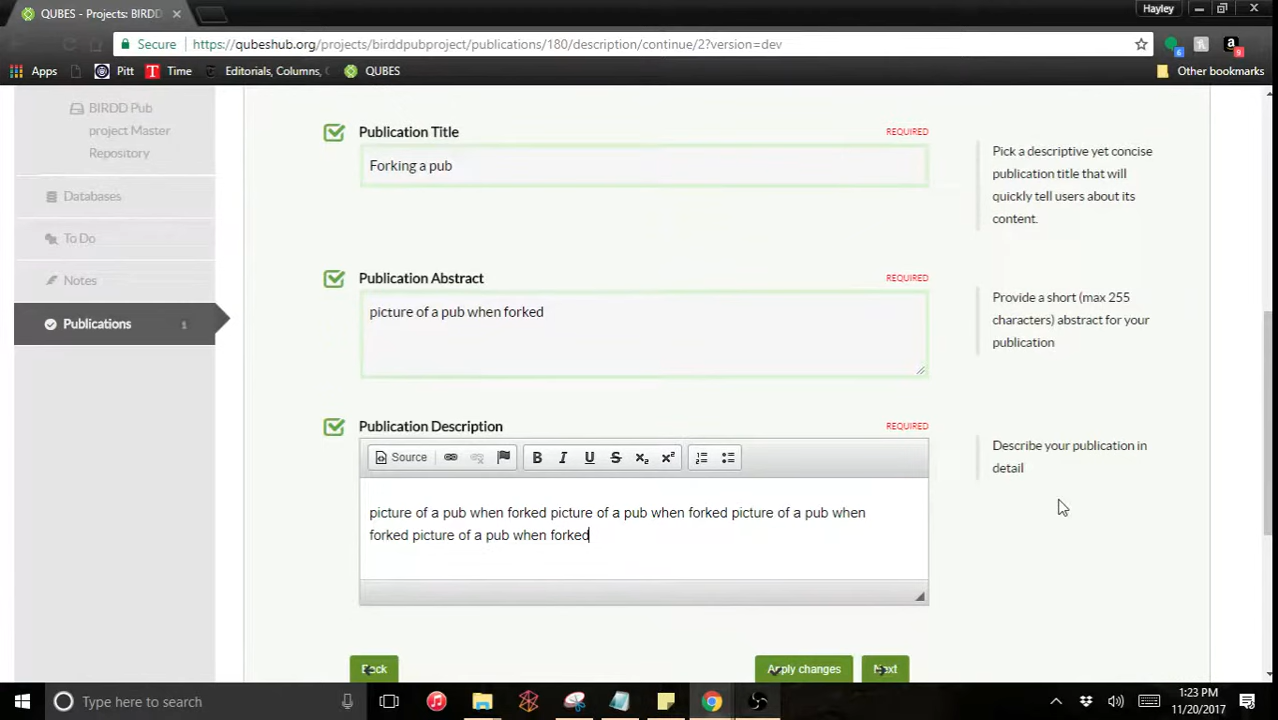 QUBES - Projects: BIRDD
Hayley
Secure https://qubeshub.org/projects/birddpubproject/publications/180/description/continue/2?version=dev
6
9
Apps Pitt Time Editorials, Columns, QUBES Other bookmarks
BIRDD Pub
project Master
Repository
Databases
To Do
Notes
Publications 1
Publication Title REQUIRED
Forking a pub
Pick a descriptive yet concise
publication title that will
quickly tell users about its
content.
Publication Abstract REQUIRED
picture of a pub when forked
Provide a short (max 255
characters) abstract for your
publication
Publication Description REQUIRED
Source B I U S x₂ x²
Describe your publication in
detail
picture of a pub when forked picture of a pub when forked picture of a pub when
forked picture of a pub when forked
Back Apply changes Next
Type here to search
1:23 PM
11/20/2017